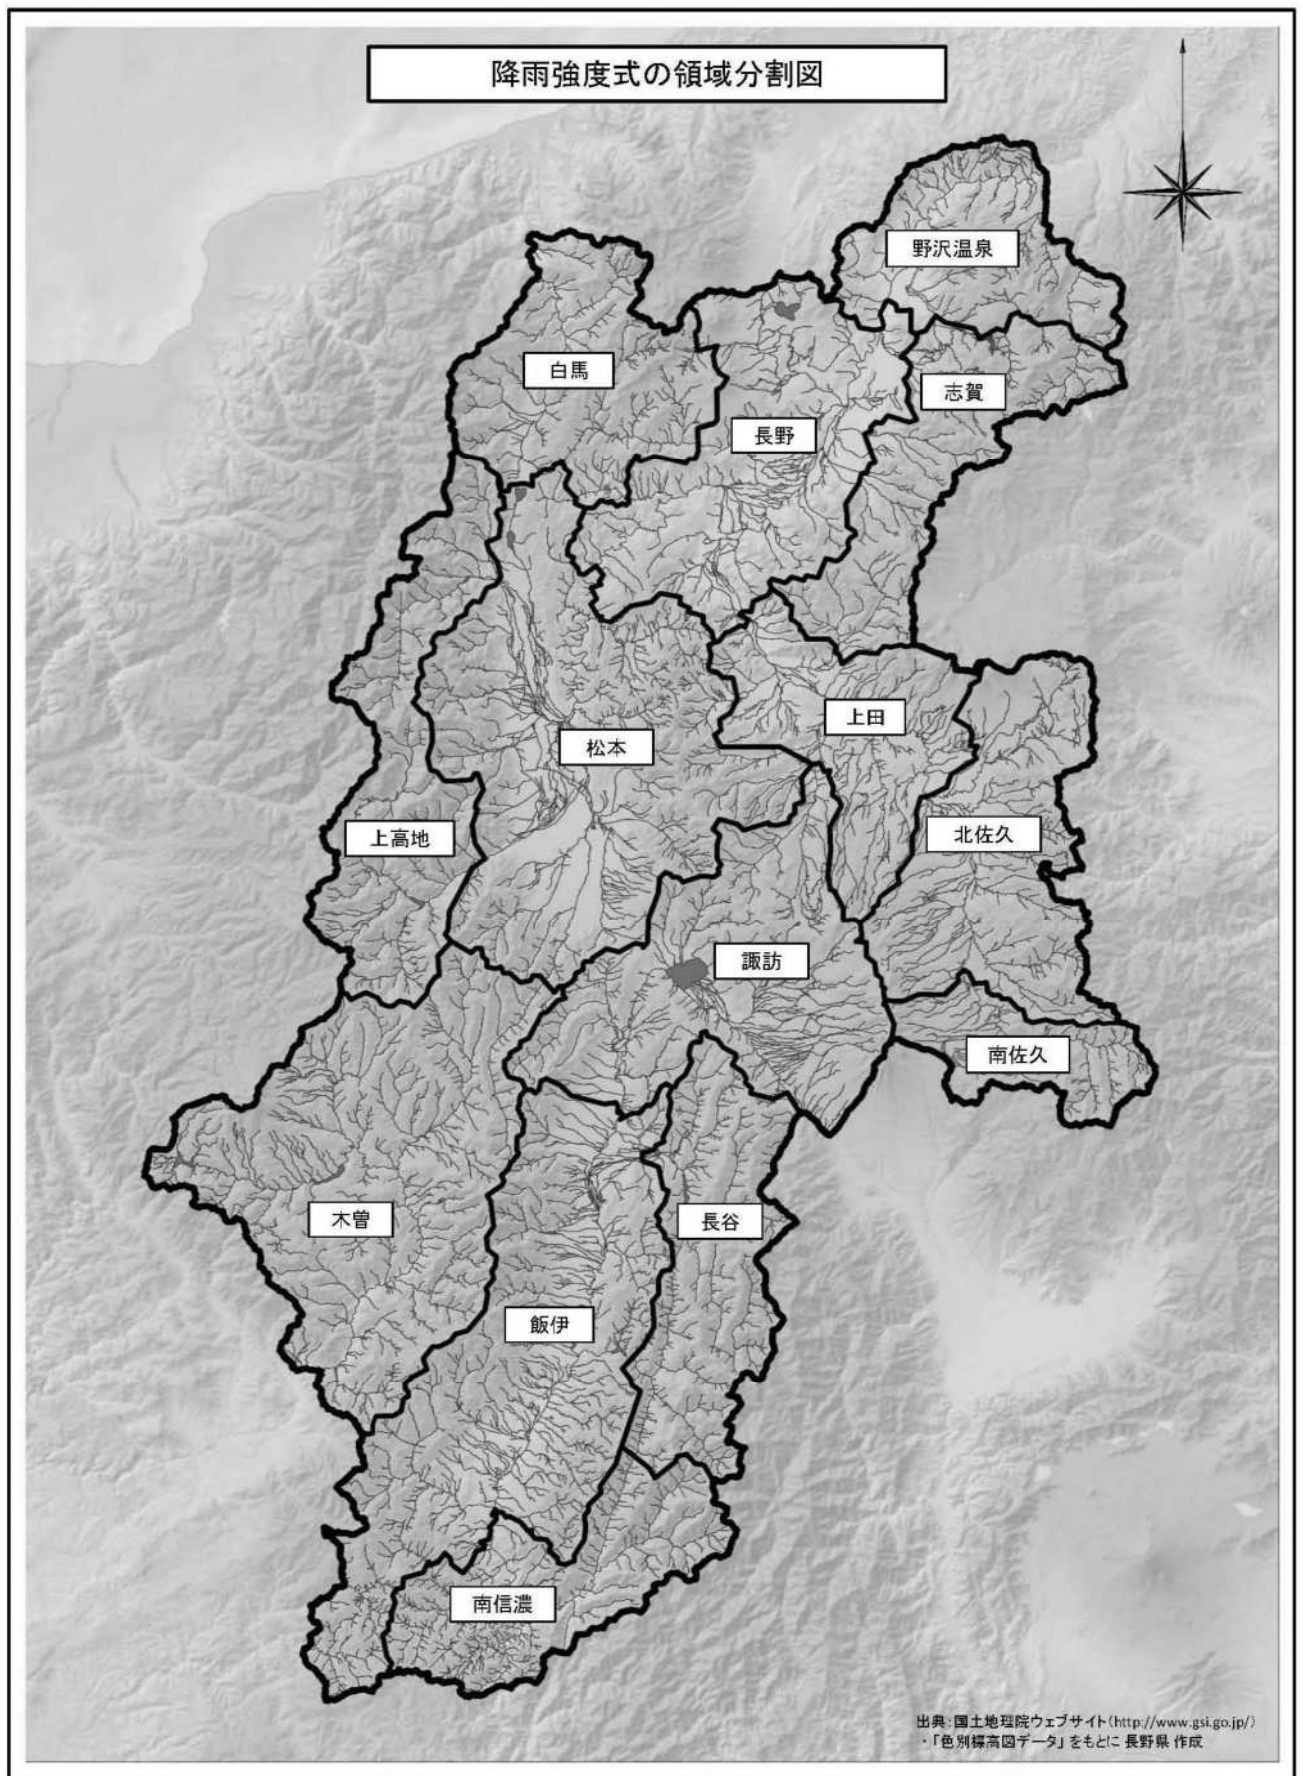 降雨強度式の領域分割図
野沢温泉
白馬
志賀
長野
上田
松本
北佐久
上高地
諏訪
南佐久
木曽
長谷
飯伊
南信濃
出典：国土地理院ウェブサイト（http://www.gsi.go.jp/）
・「色別標高図データ」をもとに 長野県 作成